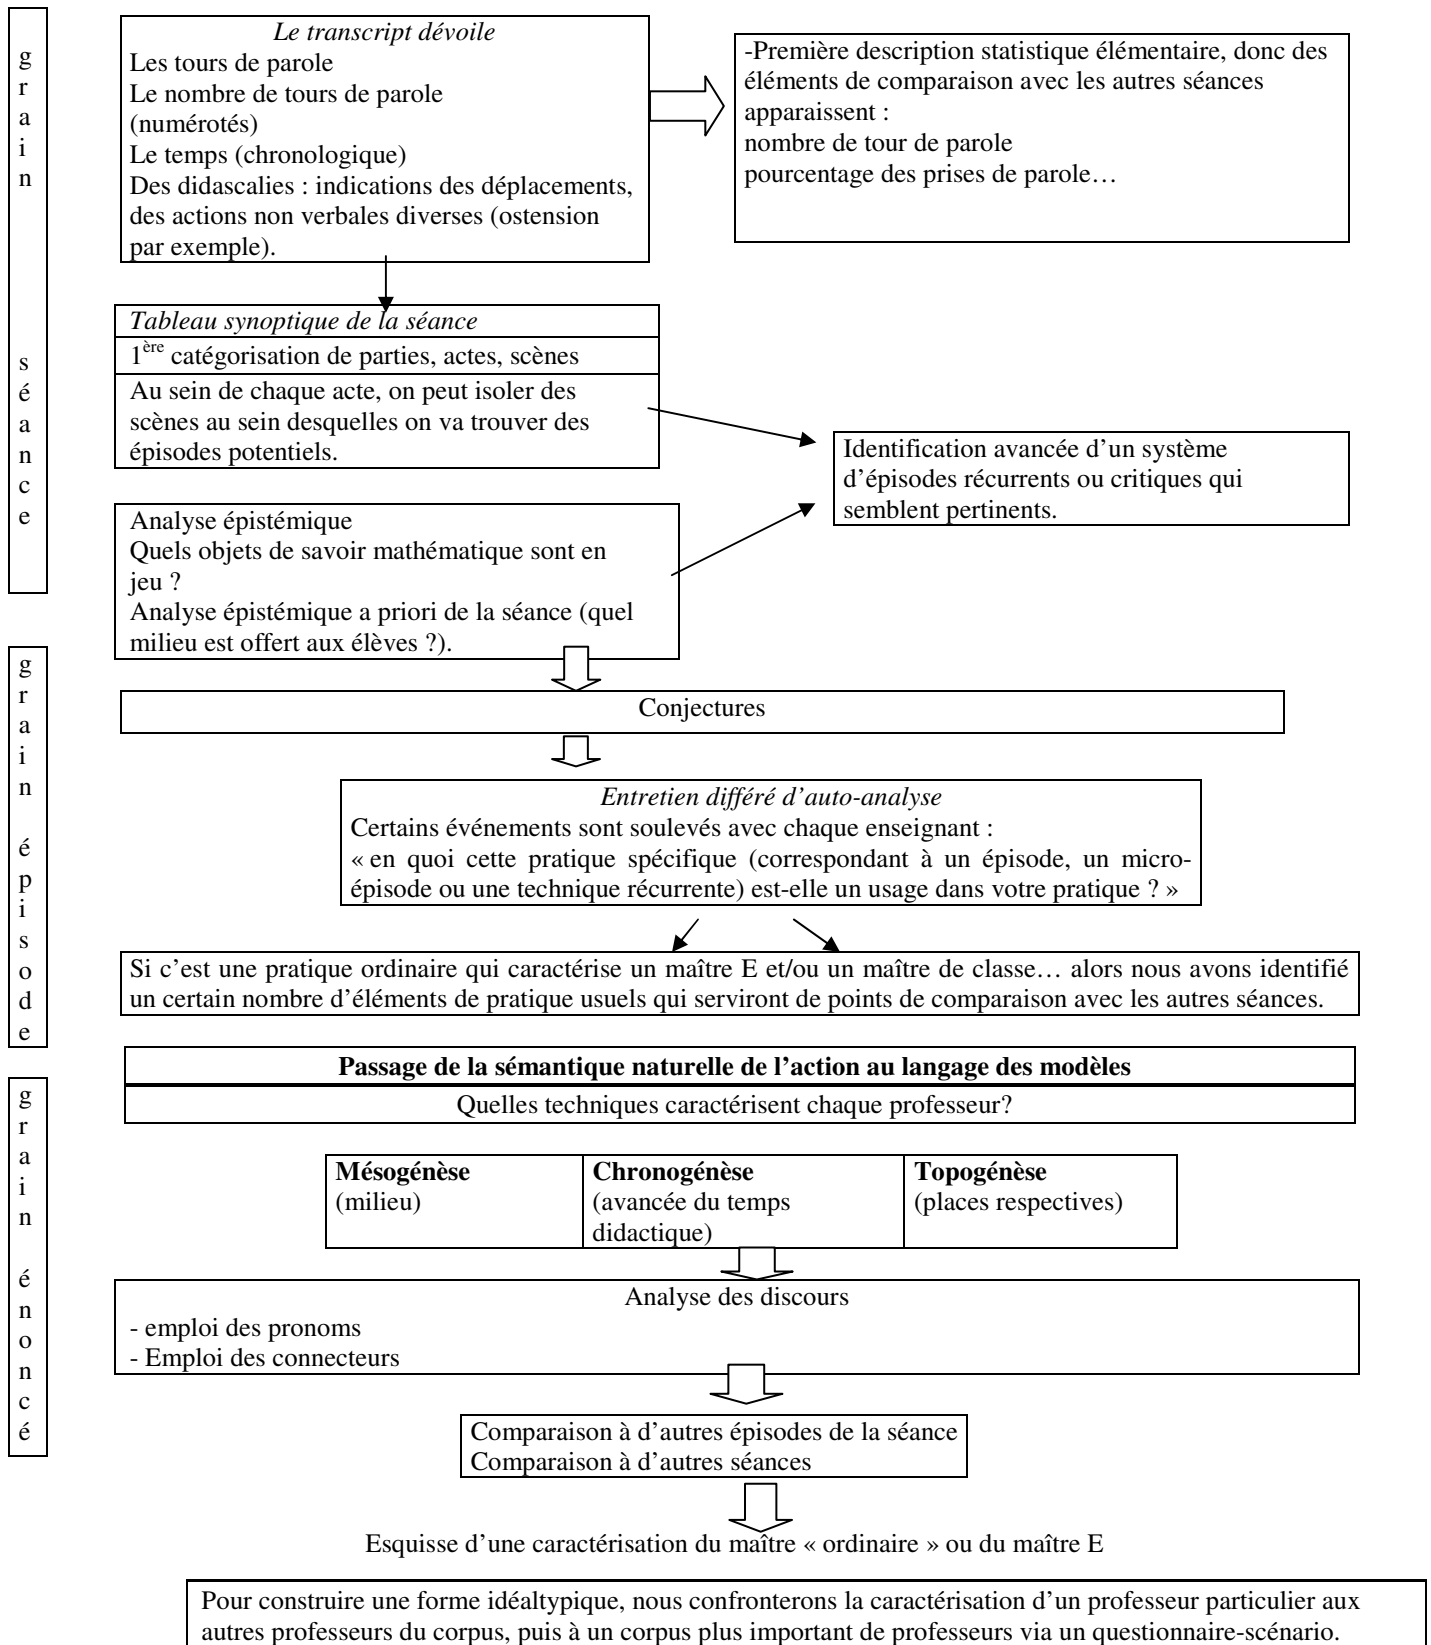 grain séance
Le transcript dévoile
Les tours de parole
Le nombre de tours de parole
(numérotés)
Le temps (chronologique)
Des didascalies : indications des déplacements,
des actions non verbales diverses (ostension
par exemple).
-Première description statistique élémentaire, donc des
éléments de comparaison avec les autres séances
apparaissent :
nombre de tour de parole
pourcentage des prises de parole…
Tableau synoptique de la séance
1ère catégorisation de parties, actes, scènes
Au sein de chaque acte, on peut isoler des
scènes au sein desquelles on va trouver des
épisodes potentiels.
Identification avancée d’un système
d’épisodes récurrents ou critiques qui
semblent pertinents.
Analyse épistémique
Quels objets de savoir mathématique sont en
jeu ?
Analyse épistémique a priori de la séance (quel
milieu est offert aux élèves ?).
grain épisode
Conjectures
Entretien différé d’auto-analyse
Certains événements sont soulevés avec chaque enseignant :
« en quoi cette pratique spécifique (correspondant à un épisode, un micro-
épisode ou une technique récurrente) est-elle un usage dans votre pratique ? »
Si c’est une pratique ordinaire qui caractérise un maître E et/ou un maître de classe… alors nous avons identifié
un certain nombre d’éléments de pratique usuels qui serviront de points de comparaison avec les autres séances.
grain énoncé
Passage de la sémantique naturelle de l’action au langage des modèles
Quelles techniques caractérisent chaque professeur?
Mésogénèse
(milieu)
Chronogénèse
(avancée du temps
didactique)
Topogénèse
(places respectives)
Analyse des discours
- emploi des pronoms
- Emploi des connecteurs
Comparaison à d’autres épisodes de la séance
Comparaison à d’autres séances
Esquisse d’une caractérisation du maître « ordinaire » ou du maître E
Pour construire une forme idéaltypique, nous confronterons la caractérisation d’un professeur particulier aux
autres professeurs du corpus, puis à un corpus plus important de professeurs via un questionnaire-scénario.